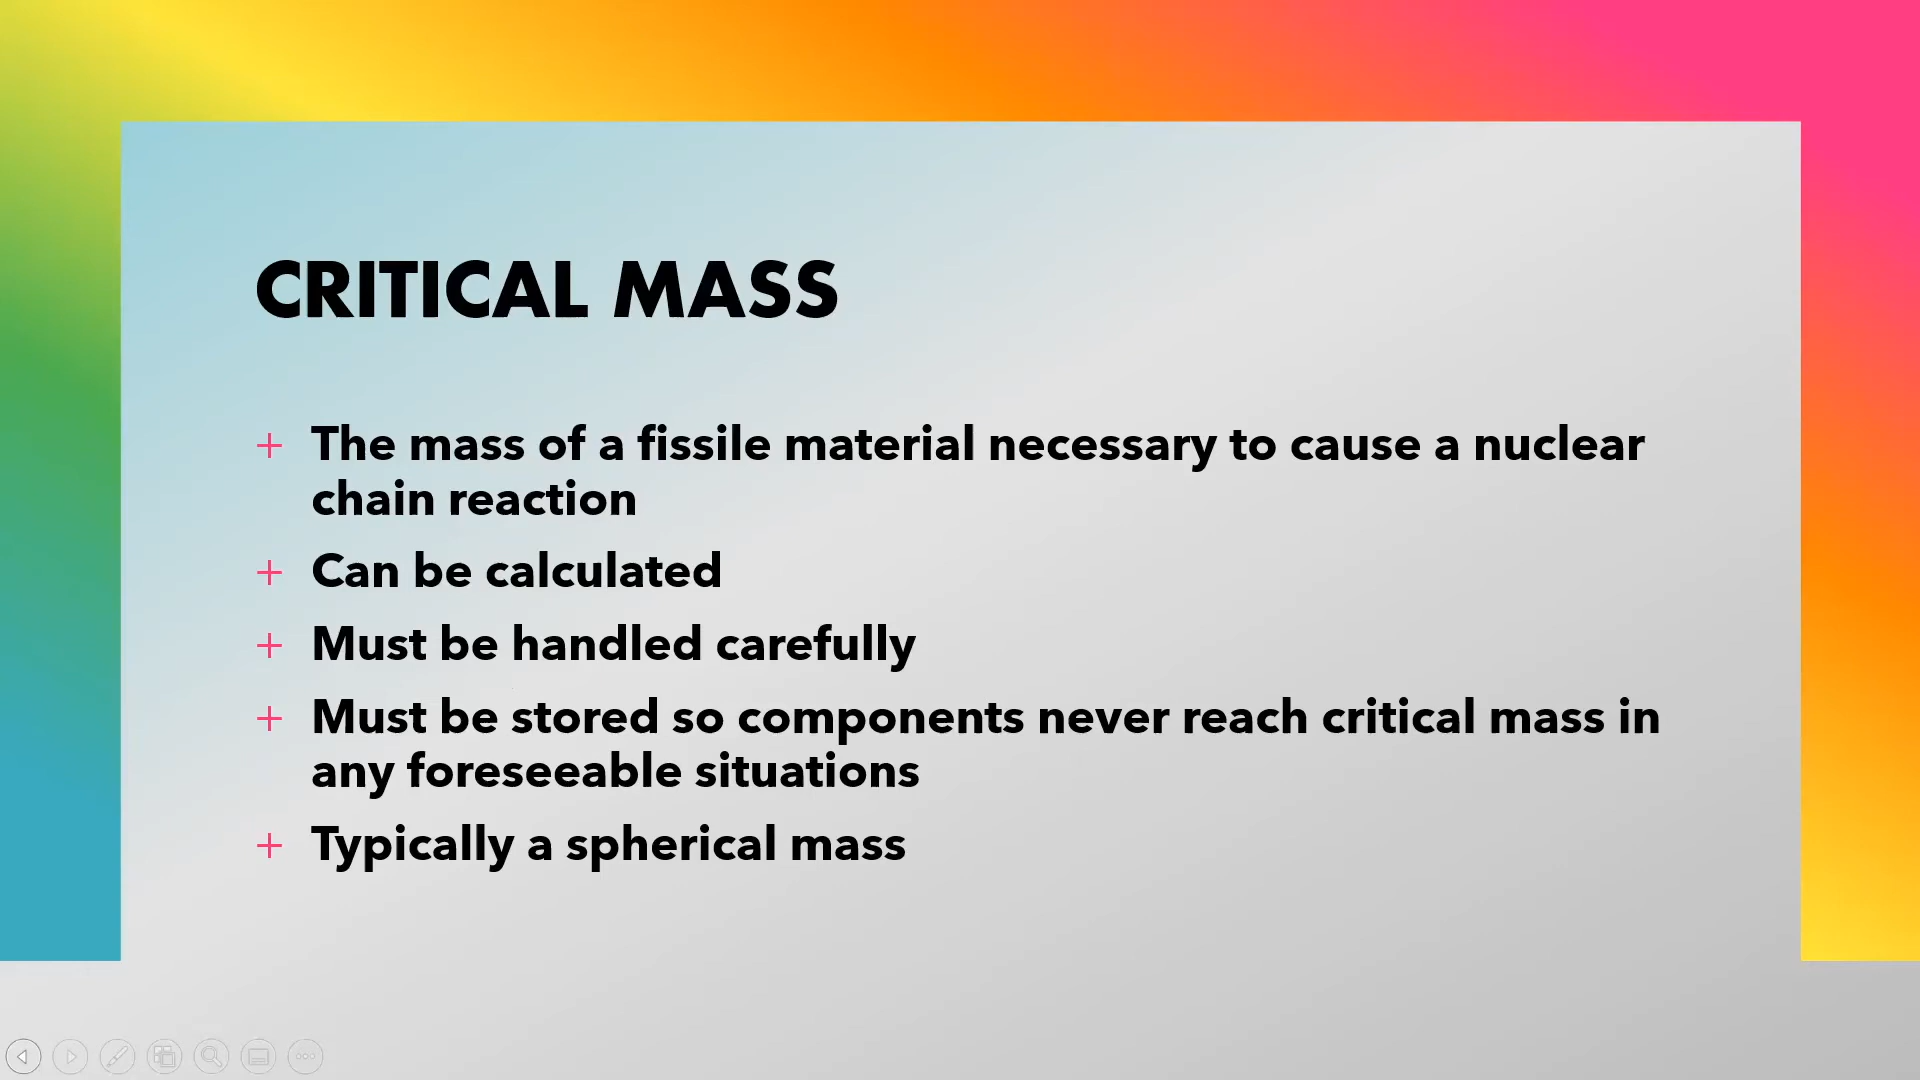 CRITICAL MASS
+ The mass of a fissile material necessary to cause a nuclear
chain reaction
+ Can be calculated
+ Must be handled carefully
+ Must be stored so components never reach critical mass in
any foreseeable situations
+ Typically a spherical mass